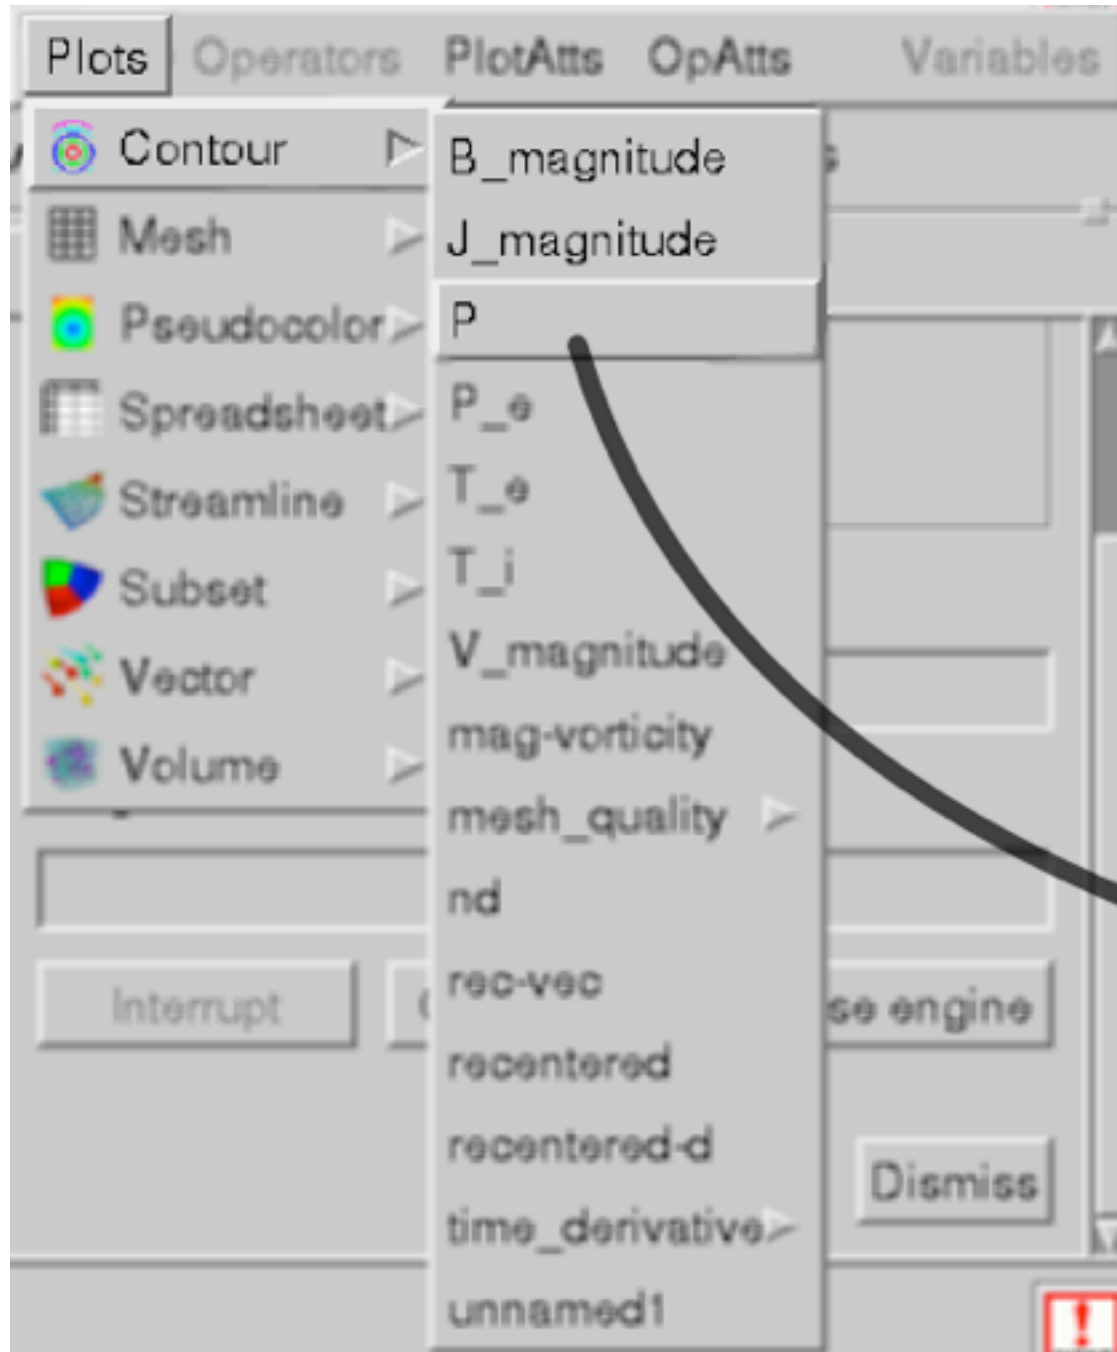 Plots Operators PlotAtts OpAtts Variables
Contour
Mesh
Pseudocolor
Spreadsheet
Streamline
Subset
Vector
Volume
B_magnitude
J_magnitude
P
P_e
T_e
T_i
V_magnitude
mag-vorticity
mesh_quality
nd
rec-vec
recentered
recentered-d
time_derivative
unnamed1
Interrupt
se engine
Dismiss